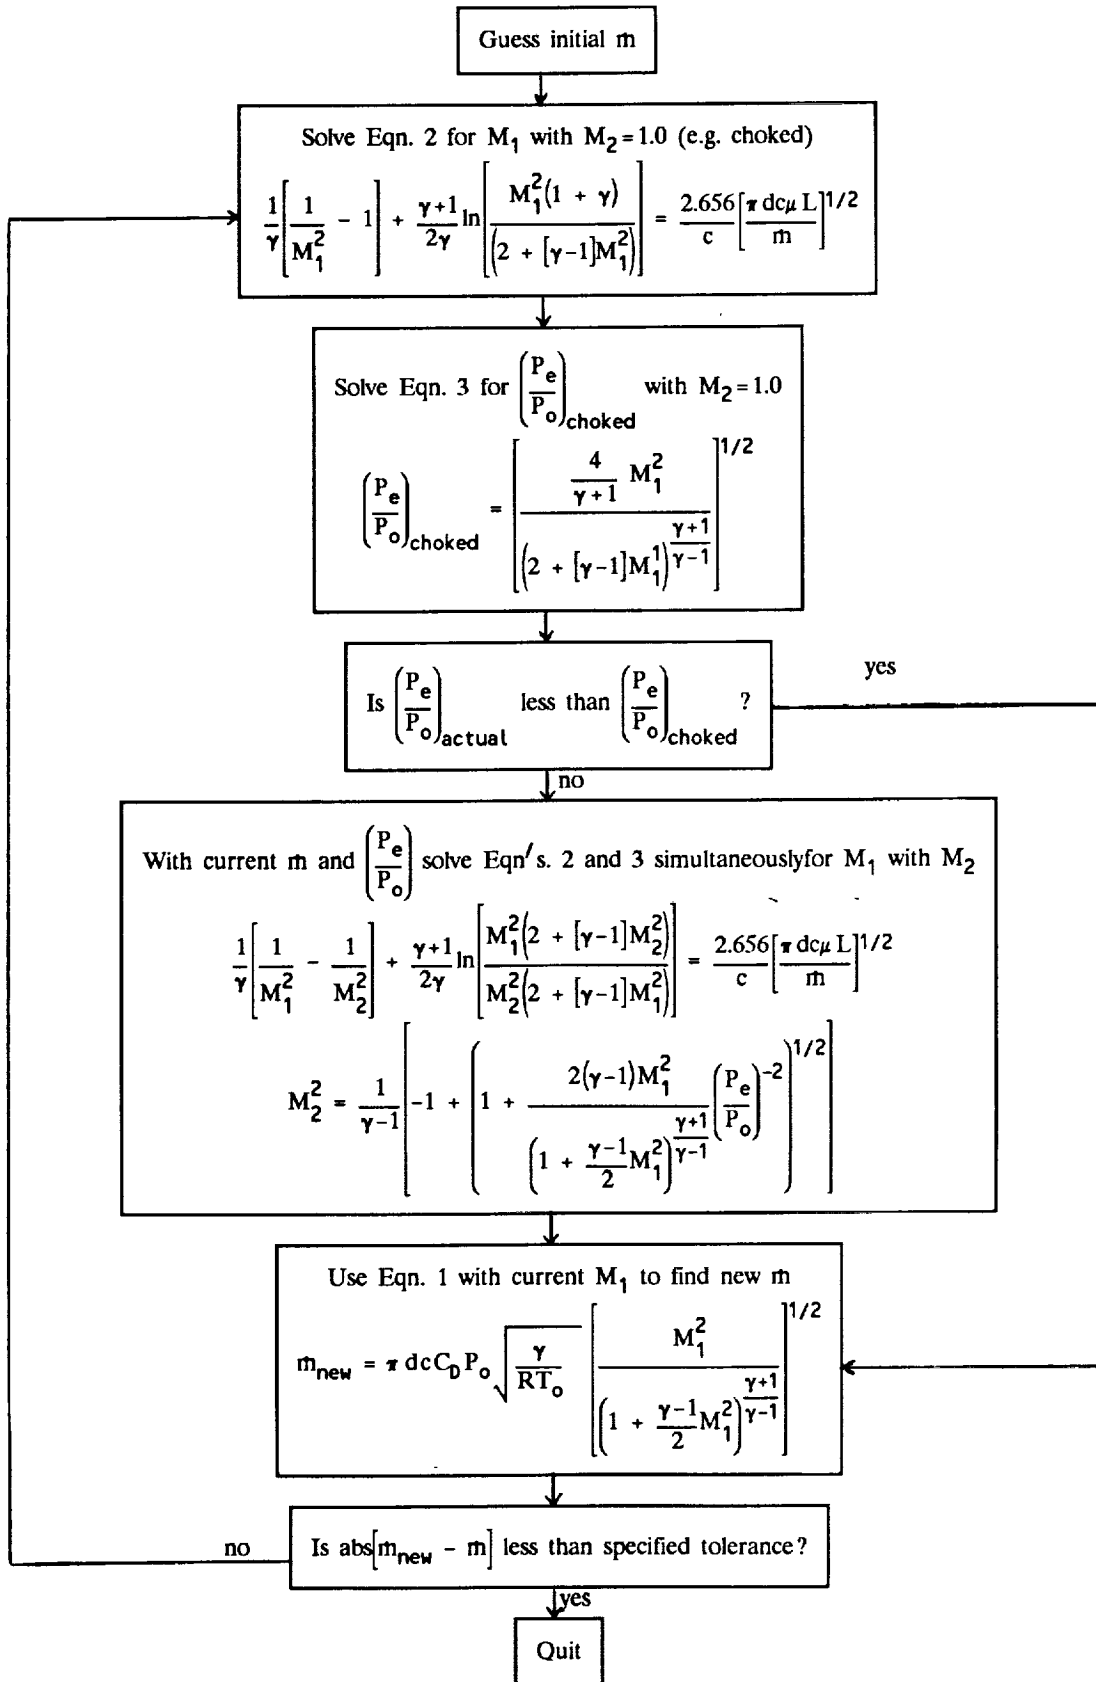 Guess initial ṁ
Solve Eqn. 2 for M₁ with M₂=1.0 (e.g. choked)
1/γ [1/M₁² - 1] + (γ+1)/(2γ) ln[M₁²(1 + γ)/(2 + [γ-1]M₁²)] = 2.656/c [π dcμ L/ṁ]^1/2
Solve Eqn. 3 for (Pₑ/Pₒ)choked with M₂=1.0
(Pₑ/Pₒ)choked = [4/(γ+1) M₁² / (2 + [γ-1]M₁¹)^((γ+1)/(γ-1))]^1/2
Is (Pₑ/Pₒ)actual less than (Pₑ/Pₒ)choked ?
yes
no
With current ṁ and (Pₑ/Pₒ) solve Eqn's. 2 and 3 simultaneouslyfor M₁ with M₂
1/γ [1/M₁² - 1/M₂²] + (γ+1)/(2γ) ln[M₁²(2 + [γ-1]M₂²)/M₂²(2 + [γ-1]M₁²)] = 2.656/c [π dcμ L/ṁ]^1/2
M₂² = 1/(γ-1) [-1 + (1 + 2(γ-1)M₁²/(1 + (γ-1)/2 M₁²)^((γ+1)/(γ-1)) (Pₑ/Pₒ)^-2)^1/2]
Use Eqn. 1 with current M₁ to find new ṁ
ṁnew = π dcC_D Pₒ √(γ/RTₒ) [M₁²/(1 + (γ-1)/2 M₁²)^((γ+1)/(γ-1))]^1/2
no
Is abs[ṁnew - ṁ] less than specified tolerance?
yes
Quit